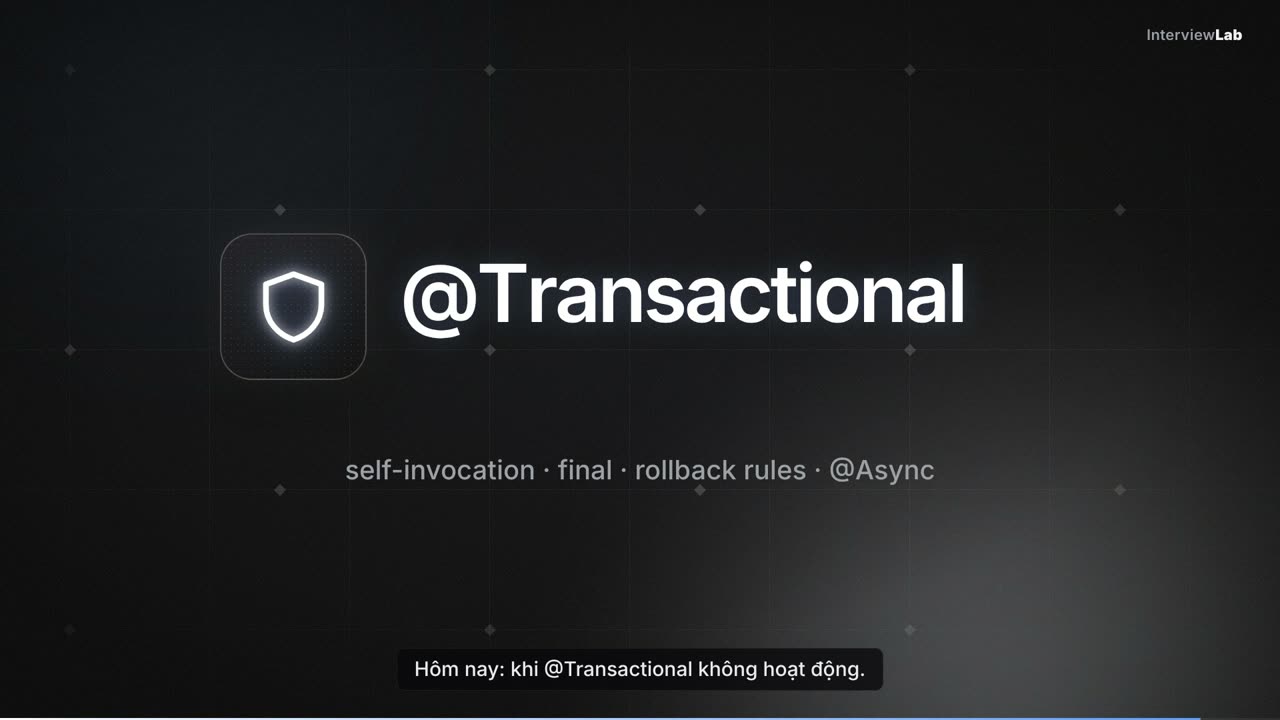 InterviewLab
@Transactional
self-invocation · final · rollback rules · @Async
Hôm nay: khi @Transactional không hoạt động.